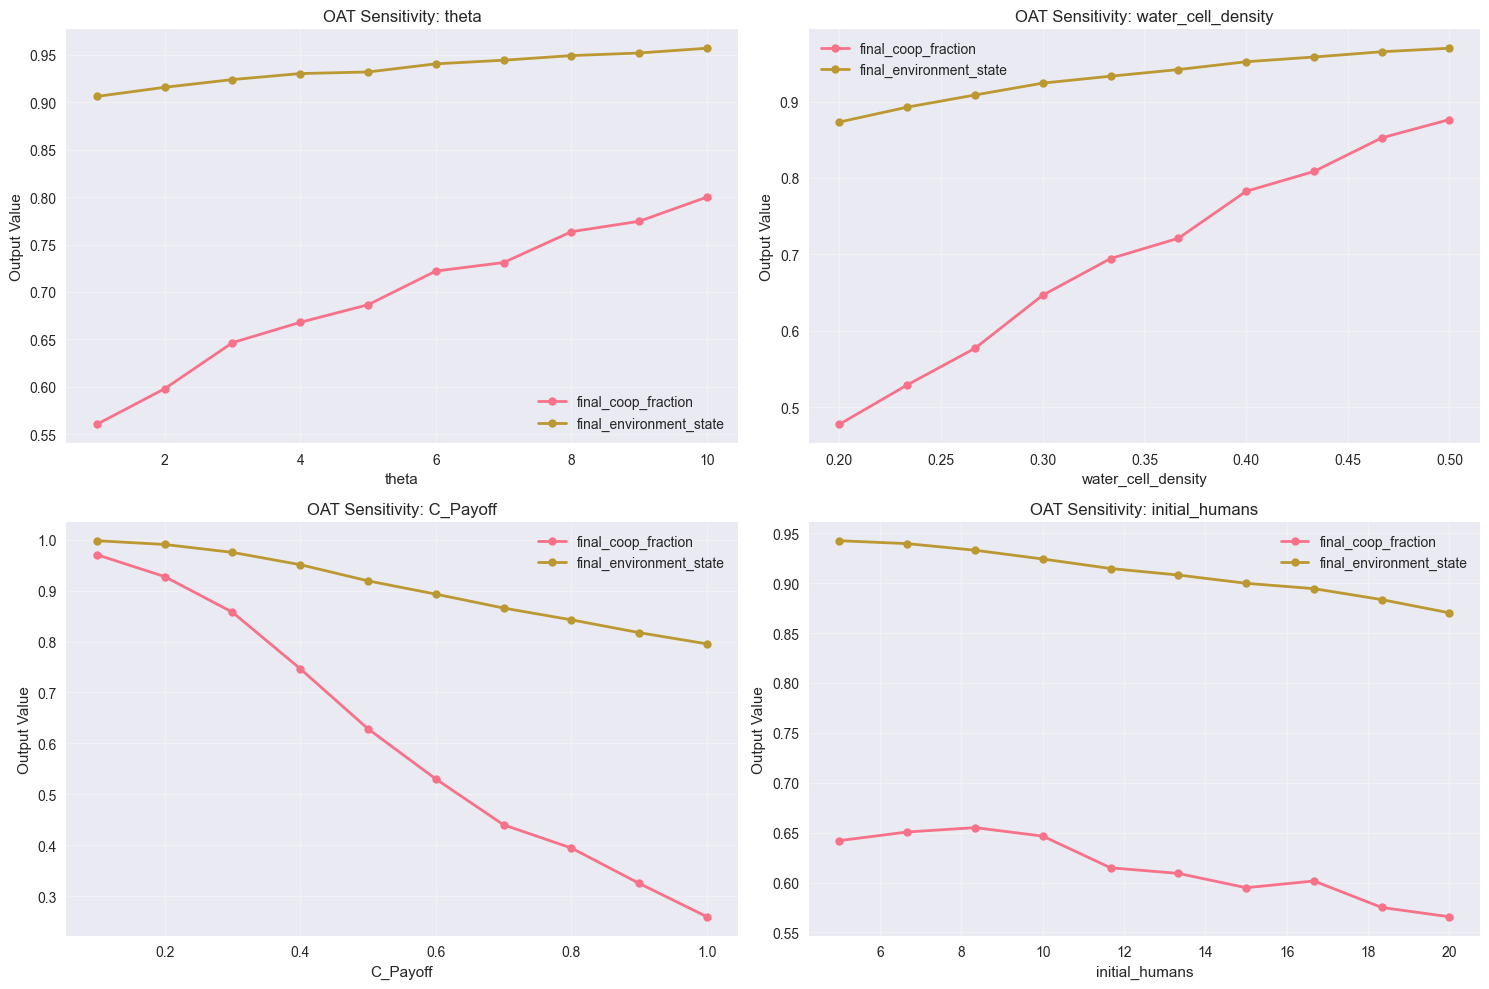 OAT Sensitivity: theta
0.95
0.90
0.85
0.80
0.75
0.70
0.65
0.60
0.55
Output Value
final_coop_fraction
final_environment_state
2
4
6
8
10
theta
OAT Sensitivity: water_cell_density
final_coop_fraction
final_environment_state
0.9
0.8
0.7
0.6
0.5
Output Value
0.20
0.25
0.30
0.35
0.40
0.45
0.50
water_cell_density
OAT Sensitivity: C_Payoff
final_coop_fraction
final_environment_state
1.0
0.9
0.8
0.7
0.6
0.5
0.4
0.3
Output Value
0.2
0.4
0.6
0.8
1.0
C_Payoff
OAT Sensitivity: initial_humans
final_coop_fraction
final_environment_state
0.95
0.90
0.85
0.80
0.75
0.70
0.65
0.60
0.55
Output Value
6
8
10
12
14
16
18
20
initial_humans